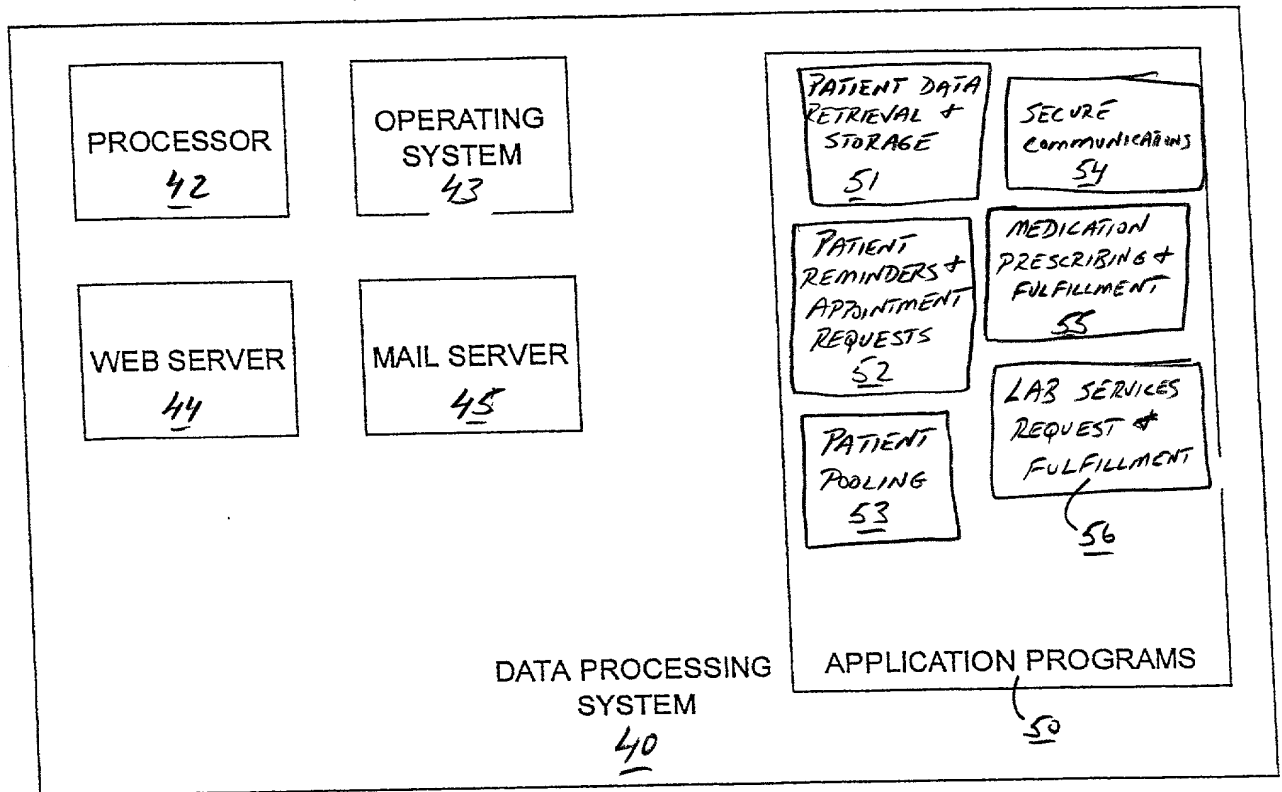 PROCESSOR
42
OPERATING
SYSTEM
43
WEB SERVER
44
MAIL SERVER
45
PATIENT DATA
RETRIEVAL &
STORAGE
51
SECURE
COMMUNICATIONS
54
PATIENT
REMINDERS &
APPOINTMENT
REQUESTS
52
MEDICATION
PRESCRIBING &
FULFILLMENT
55
PATIENT
POOLING
53
LAB SERVICES
REQUEST &
FULFILLMENT
56
APPLICATION PROGRAMS
50
DATA PROCESSING
SYSTEM
40